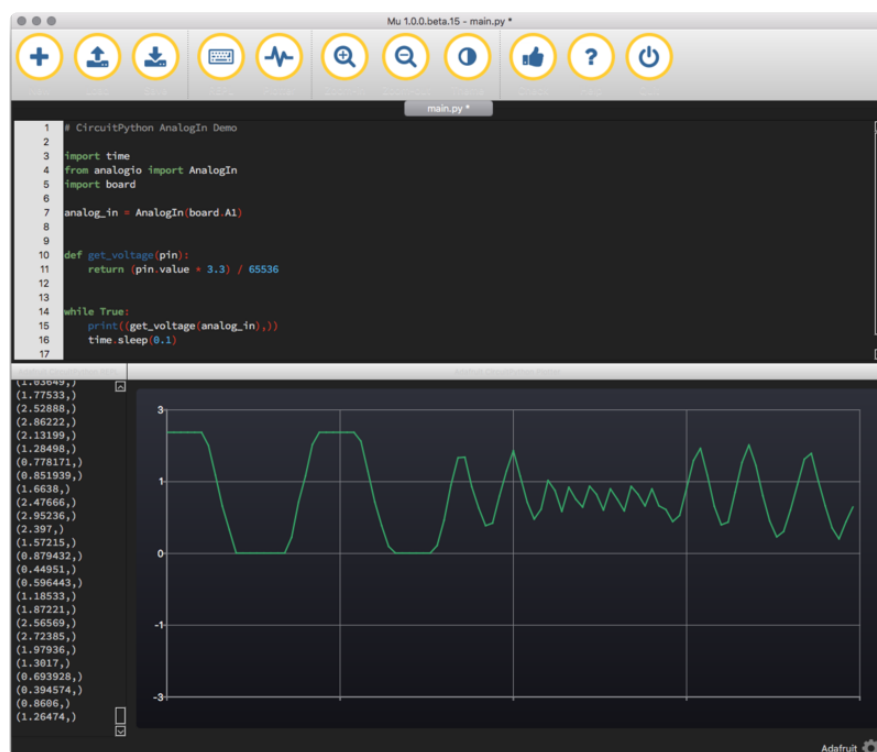 Mu 1.0.0.beta.15 - main.py *
main.py *
1 # CircuitPython AnalogIn Demo
2
3 import time
4 from analogio import AnalogIn
5 import board
6
7 analog_in = AnalogIn(board.A1)
8
9
10 def get_voltage(pin):
11     return (pin.value * 3.3) / 65536
12
13
14 while True:
15     print((get_voltage(analog_in),))
16     time.sleep(0.1)
17
(1.03649,)
(1.77533,)
(2.52888,)
(2.86222,)
(2.13199,)
(1.28498,)
(0.778171,)
(0.851939,)
(1.6638,)
(2.47666,)
(2.95236,)
(2.397,)
(1.57215,)
(0.879432,)
(0.44951,)
(0.596443,)
(1.18533,)
(1.87221,)
(2.56569,)
(2.72385,)
(1.97936,)
(1.3017,)
(0.693928,)
(0.394574,)
(0.8606,)
(1.26474,)
3
1
0
-1
-3
Adafruit